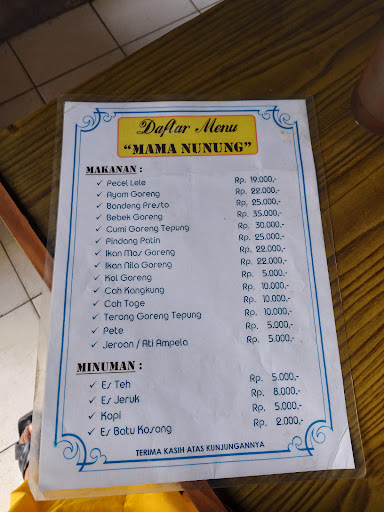 Daftar Menu
"MAMA NUNUNG"
MAKANAN :
✓ Pecel Lele Rp. 19.000,-
✓ Ayam Goreng Rp. 22.000,-
✓ Bandeng Presto Rp. 25.000,-
✓ Bebek Goreng Rp. 35.000,-
✓ Cumi Goreng Tepung Rp. 30.000,-
✓ Pindang Patin Rp. 25.000,-
✓ Ikan Mas Goreng Rp. 22.000,-
✓ Ikan Nila Goreng Rp. 22.000,-
✓ Kol Goreng Rp. 5.000,-
✓ Cah Kangkung Rp. 10.000,-
✓ Cah Toge Rp. 10.000,-
✓ Terong Goreng Tepung Rp. 10.000,-
✓ Pete Rp. 5.000,-
✓ Jeroan / Ati Ampela Rp. 5.000,-
MINUMAN :
✓ Es Teh Rp. 5.000,-
✓ Es Jeruk Rp. 8.000,-
✓ Kopi Rp. 5.000,-
✓ Es Batu Kosong Rp. 2.000,-
TERIMA KASIH ATAS KUNJUNGANNYA